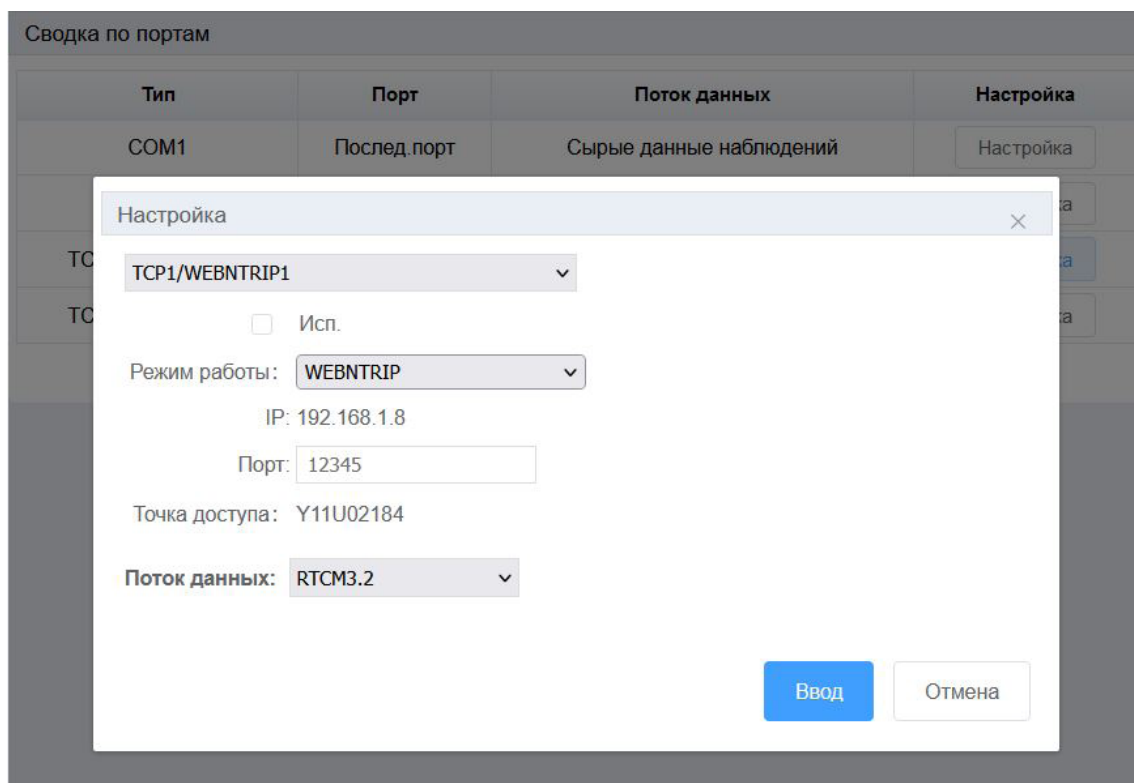 Сводка по портам
Тип Порт Поток данных Настройка
COM1 Послед.порт Сырые данные наблюдений Настройка
Настройка
TCP1/WEBNTRIP1
Исп.
Режим работы: WEBNTRIP
IP: 192.168.1.8
Порт: 12345
Точка доступа: Y11U02184
Поток данных: RTCM3.2
Ввод Отмена